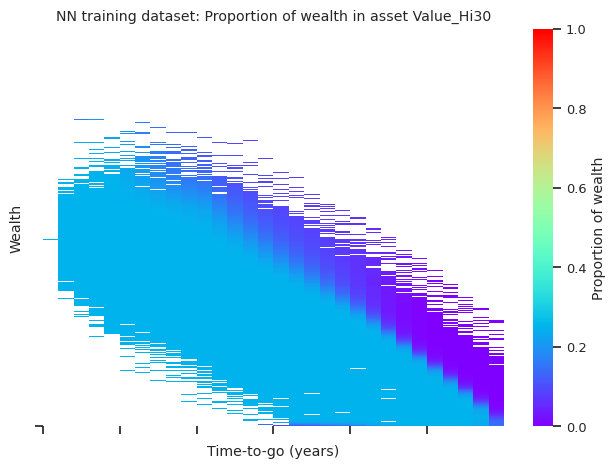 NN training dataset: Proportion of wealth in asset Value_Hi30
Wealth
Time-to-go (years)
1.0
0.8
0.6
0.4
0.2
0.0
Proportion of wealth